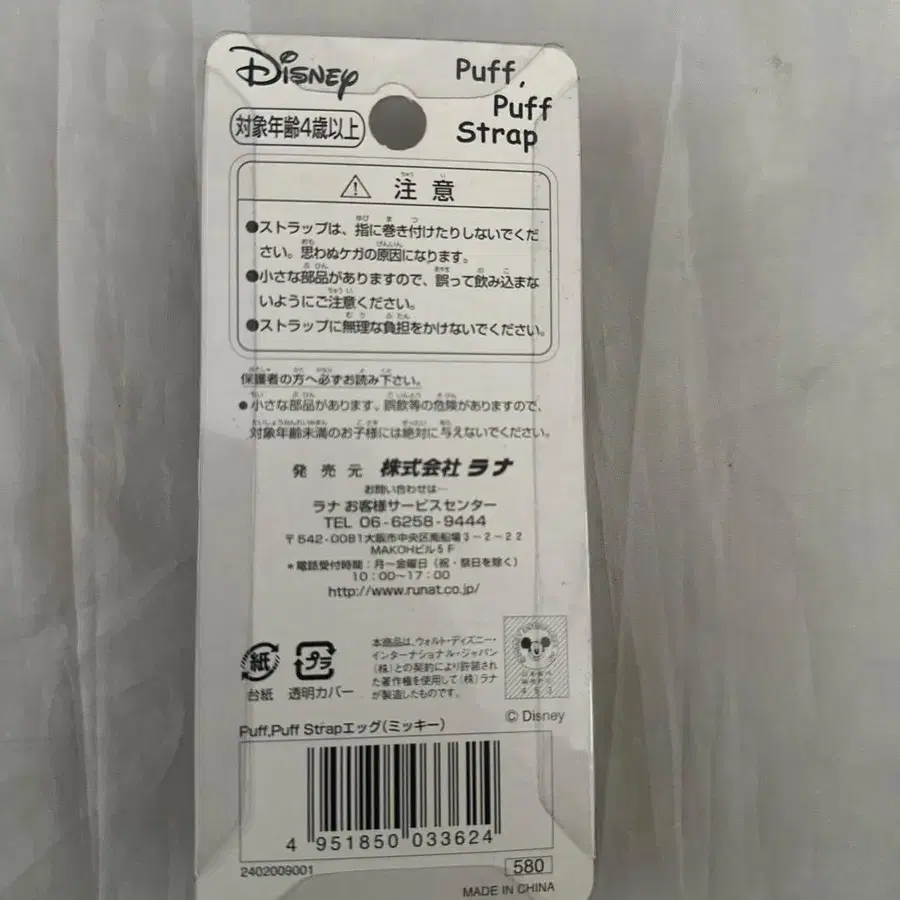 Disney
Puff,
Puff
Strap
対象年齢4歳以上
注意
●ストラップは、指に巻き付けたりしないでくだ
さい。思わぬケガの原因になります。
●小さな部品がありますので、誤って飲み込まな
いようにご注意ください。
●ストラップに無理な負担をかけないでください。
保護者の方へ必ずお読み下さい。
●小さな部品があります。誤飲等の危険がありますので、
対象年齢未満のお子様には絶対に与えないでください。
発売元 株式会社 ラナ
お問い合わせは…
ラナ お客様サービスセンター
TEL 06-6258-9444
〒542-0081大阪市中央区南船場3-2-22
MAKOHビル5F
*電話受付時間:月〜金曜日(祝・祭日を除く)
10:00〜17:00
http://www.runat.co.jp/
紙
台紙
プラ
透明カバー
本商品は、ウォルト・ディズニー・
インターナショナル・ジャパン
(株)との契約により許諾された
著作権を使用して(株)ラナ
が製造したものです。
© Disney
Puff,Puff Strapエッグ(ミッキー)
4 951850 033624
2402009001
580
MADE IN CHINA